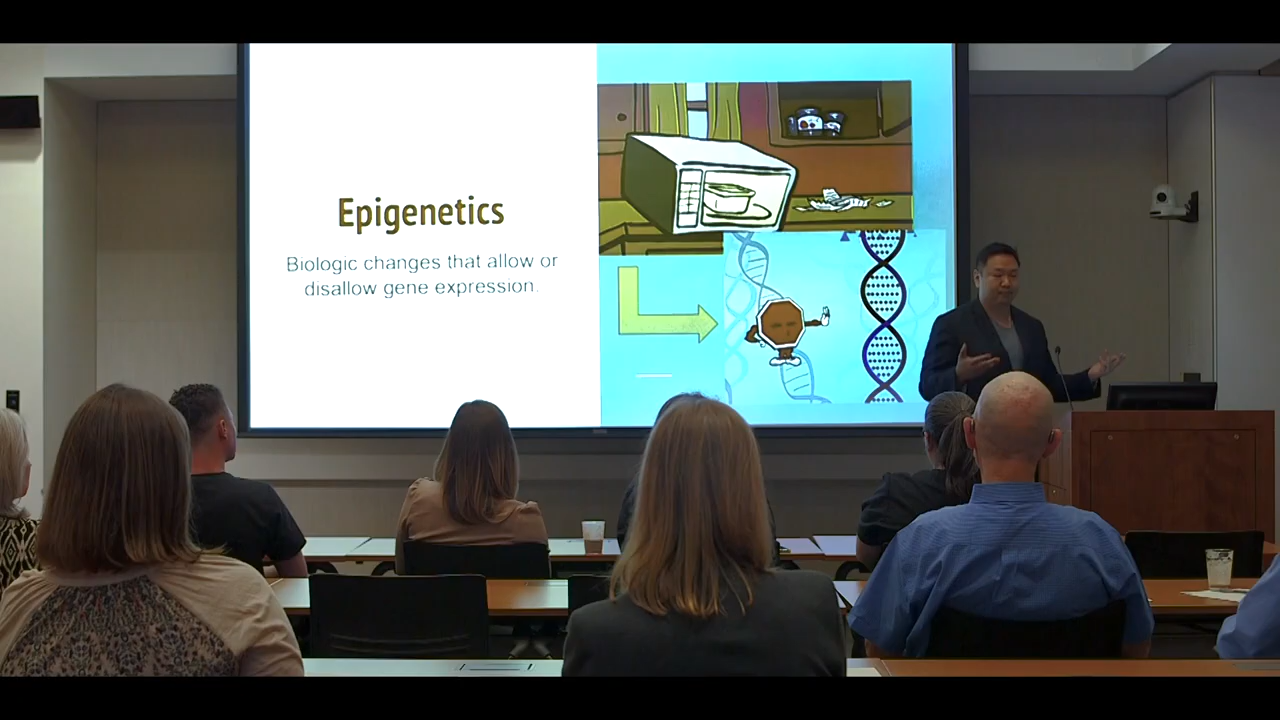 Epigenetics
Biologic changes that allow or
disallow gene expression.